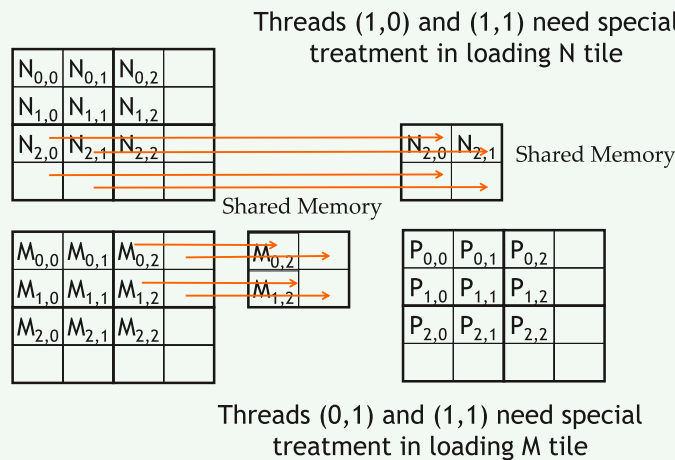 Threads (1,0) and (1,1) need special
treatment in loading N tile
N0,0 N0,1 N0,2
N1,0 N1,1 N1,2
N2,0 N2,1 N2,2
N2,0 N2,1
Shared Memory
Shared Memory
M0,0 M0,1 M0,2
M1,0 M1,1 M1,2
M2,0 M2,1 M2,2
M0,2
M1,2
P0,0 P0,1 P0,2
P1,0 P1,1 P1,2
P2,0 P2,1 P2,2
Threads (0,1) and (1,1) need special
treatment in loading M tile